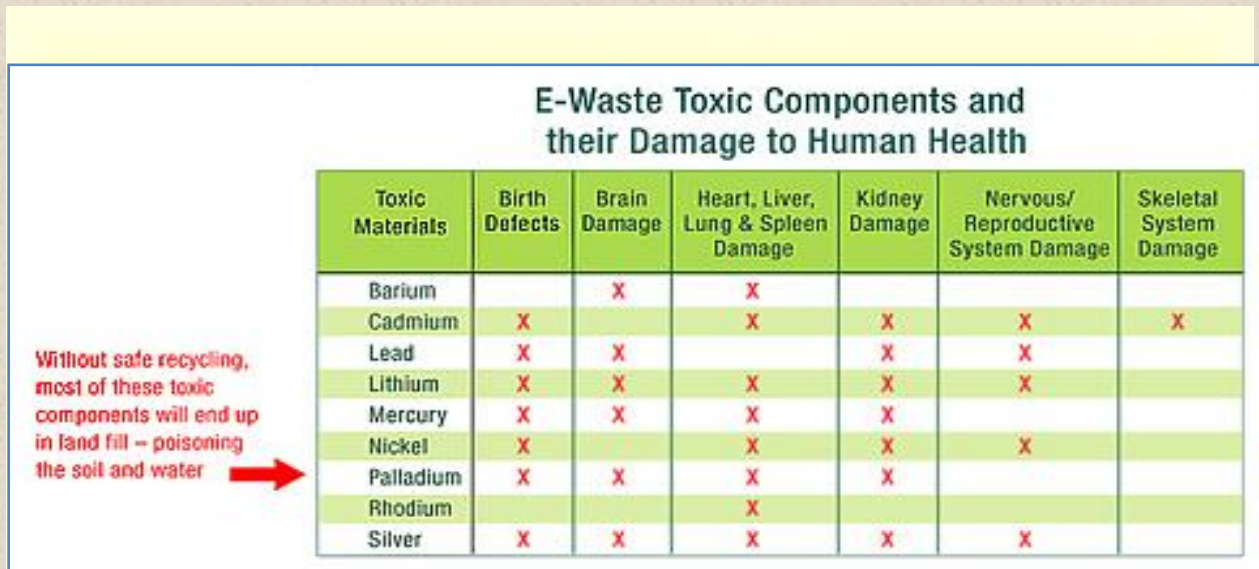 E-Waste Toxic Components and
their Damage to Human Health
Toxic Materials Birth Defects Brain Damage Heart, Liver, Lung & Spleen Damage Kidney Damage Nervous/ Reproductive System Damage Skeletal System Damage
Barium X X
Cadmium X X X X X
Lead X X X X
Lithium X X X X X
Mercury X X X X
Nickel X X X X
Palladium X X X X
Rhodium X
Silver X X X X X
Without safe recycling,
most of these toxic
components will end up
in land fill – poisoning
the soil and water